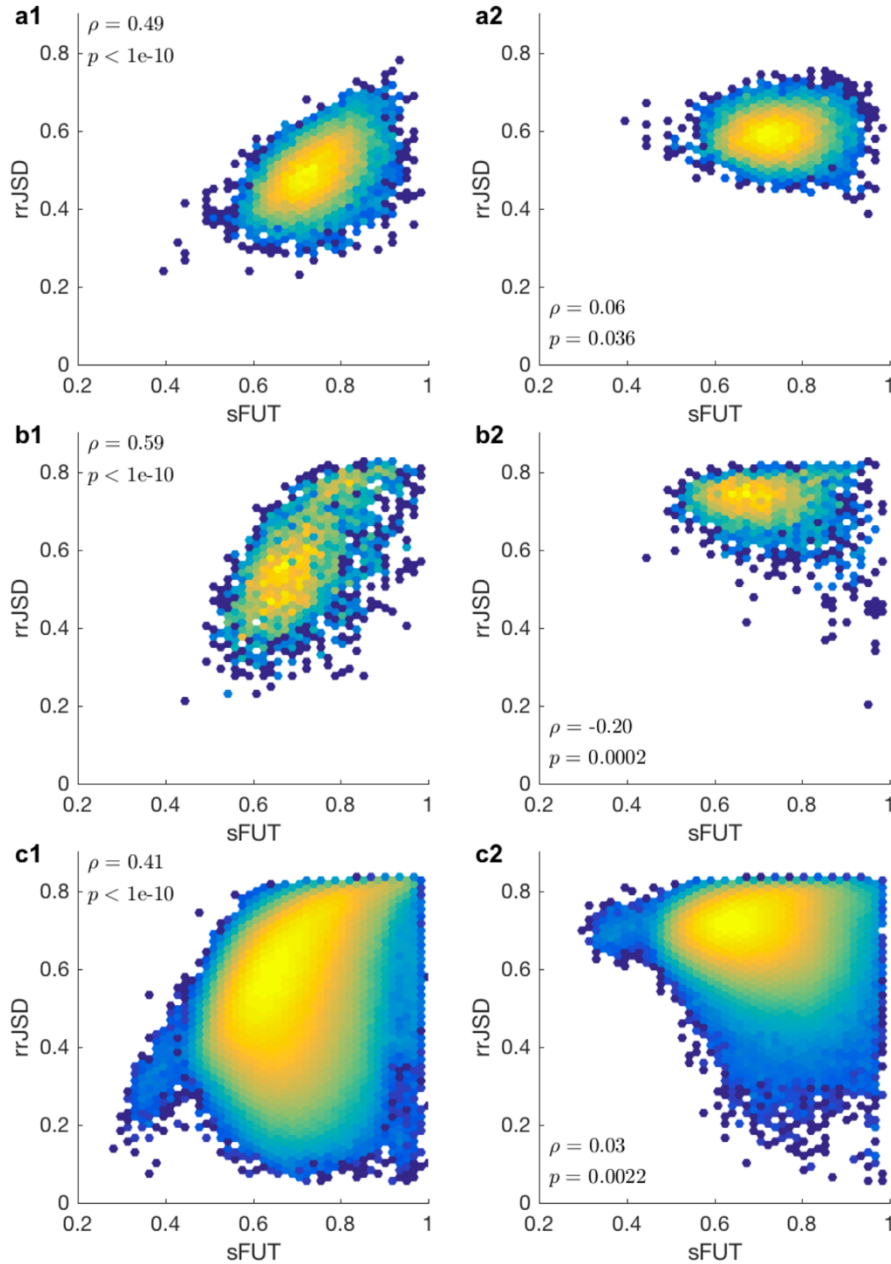 a1
ρ = 0.49
p < 1e-10
0.8
0.6
0.4
0.2
0
rrJSD
0.2 0.4 0.6 0.8 1
sFUT
a2
0.8
0.6
0.4
0.2
0
rrJSD
ρ = 0.06
p = 0.036
0.2 0.4 0.6 0.8 1
sFUT
b1
ρ = 0.59
p < 1e-10
0.8
0.6
0.4
0.2
0
rrJSD
0.2 0.4 0.6 0.8 1
sFUT
b2
0.8
0.6
0.4
0.2
0
rrJSD
ρ = -0.20
p = 0.0002
0.2 0.4 0.6 0.8 1
sFUT
c1
ρ = 0.41
p < 1e-10
0.8
0.6
0.4
0.2
0
rrJSD
0.2 0.4 0.6 0.8 1
sFUT
c2
0.8
0.6
0.4
0.2
0
rrJSD
ρ = 0.03
p = 0.0022
0.2 0.4 0.6 0.8 1
sFUT